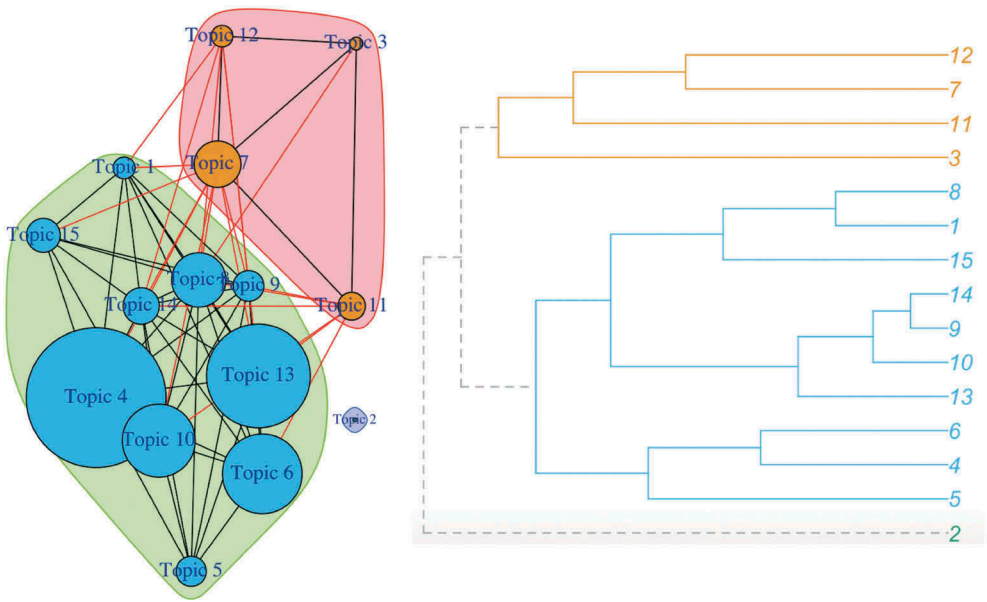 Topic 12
Topic 3
Topic 7
Topic 1
Topic 15
Topic 8
Topic 9
Topic 14
Topic 11
Topic 13
Topic 4
Topic 2
Topic 10
Topic 6
Topic 5
12
7
11
3
8
1
15
14
9
10
13
6
4
5
2